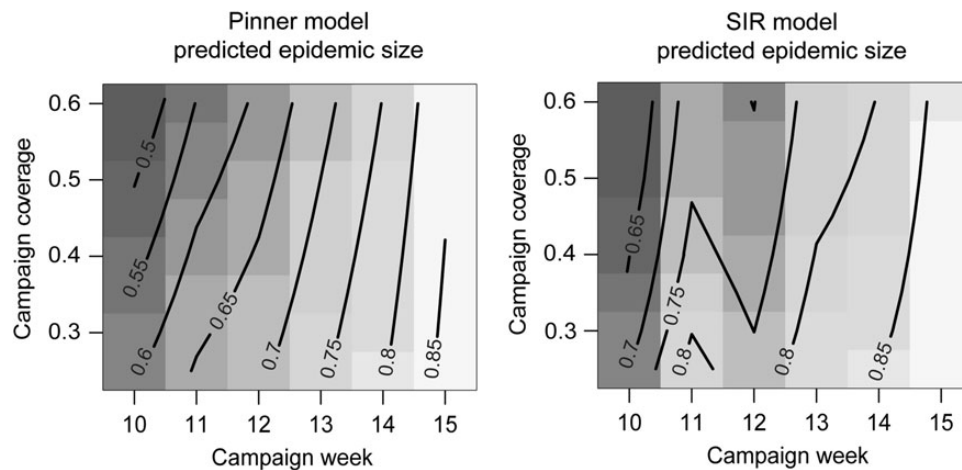 Pinner model
predicted epidemic size
Campaign coverage
0.6
0.5
0.4
0.3
0.5
0.55
0.6
0.65
0.7
0.75
0.8
0.85
10 11 12 13 14 15
Campaign week
SIR model
predicted epidemic size
Campaign coverage
0.6
0.5
0.4
0.3
0.65
0.7
0.75
0.8
0.8
0.85
10 11 12 13 14 15
Campaign week